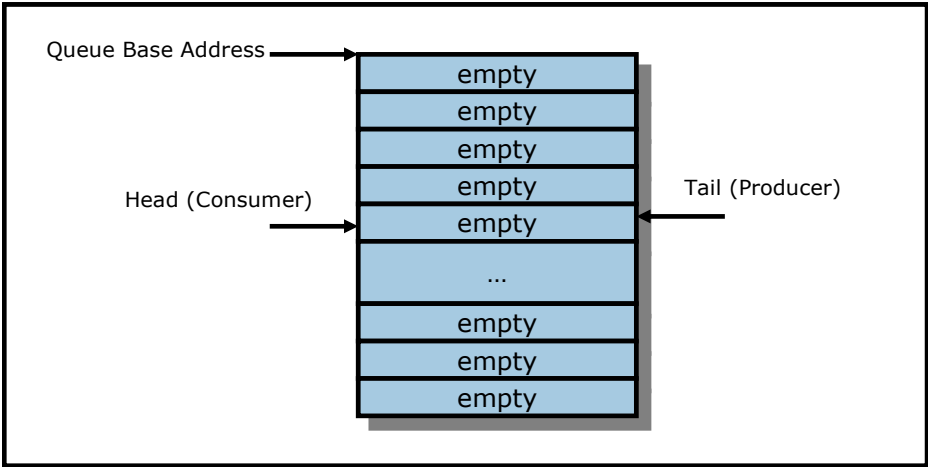 Queue Base Address
empty
empty
empty
empty
Head (Consumer)
Tail (Producer)
empty
...
empty
empty
empty